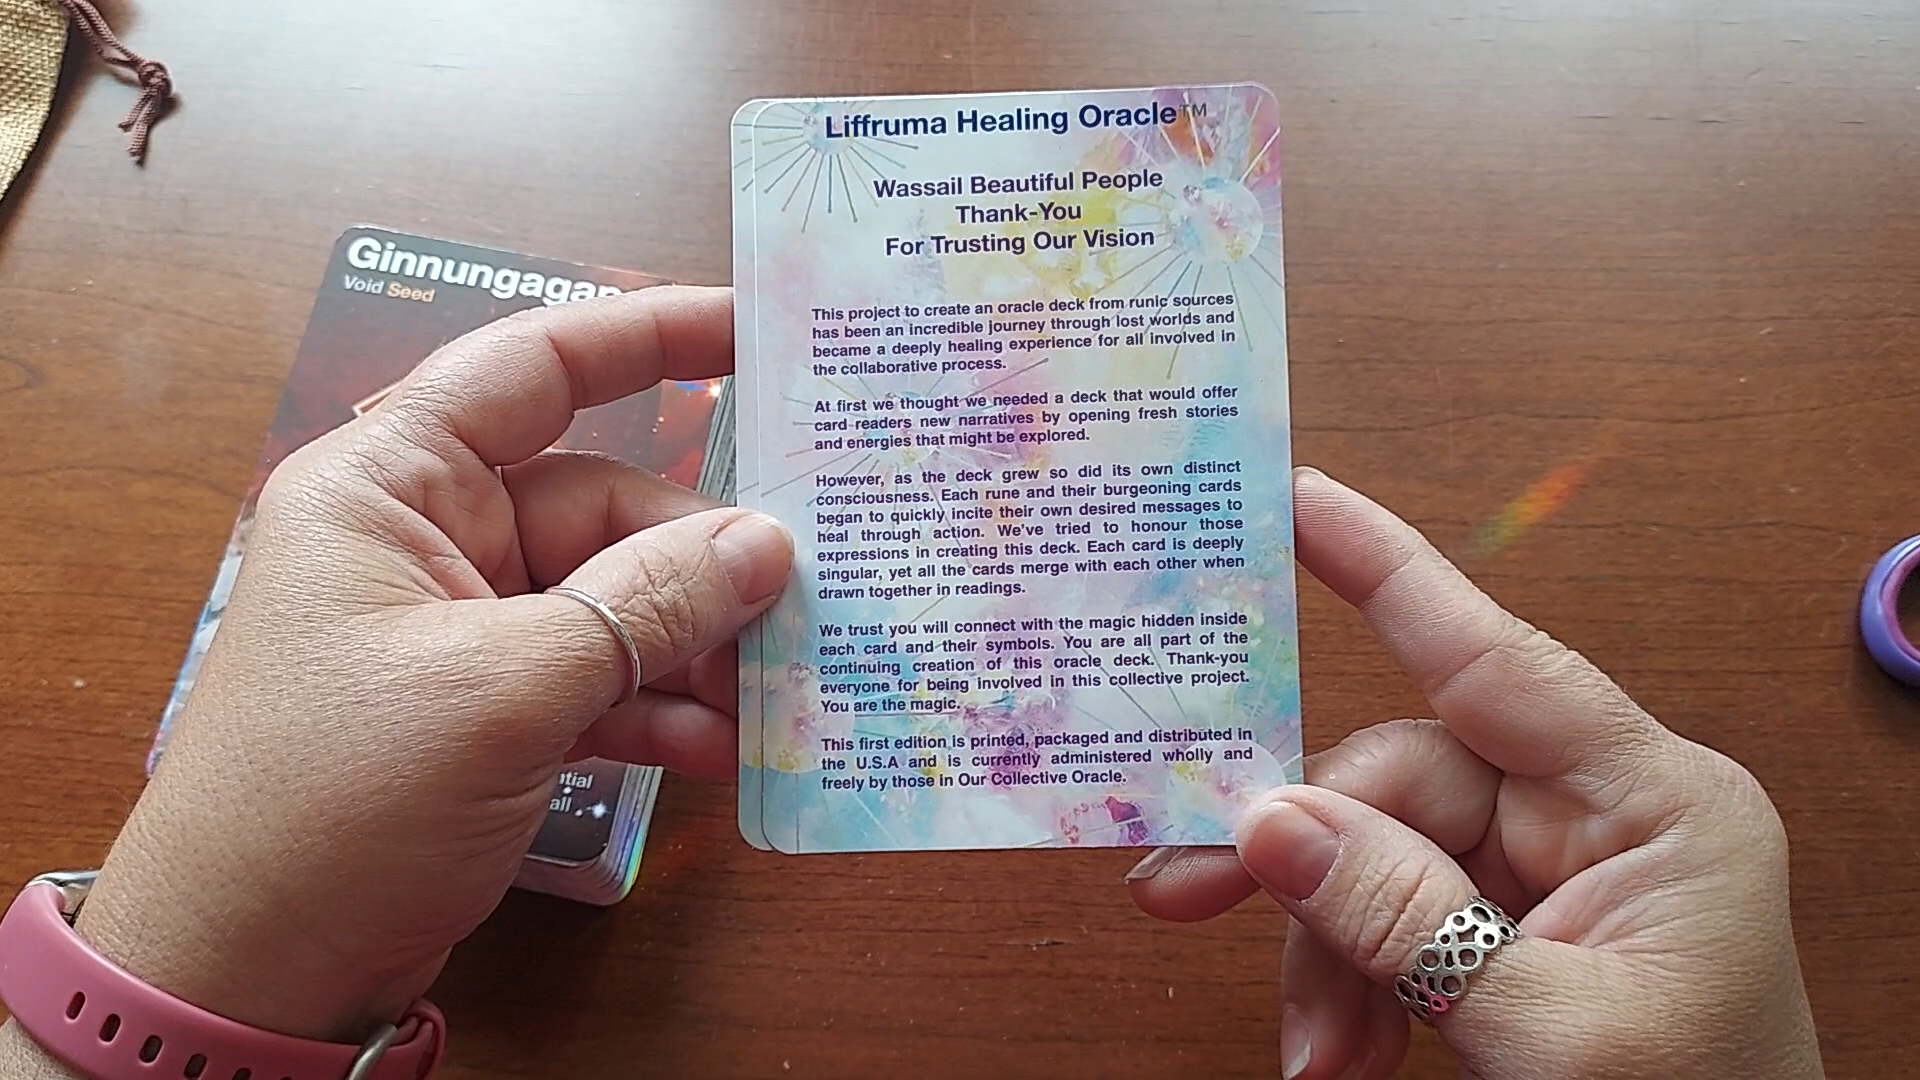 Liffruma Healing Oracle™
Wassail Beautiful People
Thank-You
For Trusting Our Vision
This project to create an oracle deck from runic sources
has been an incredible journey through lost worlds and
became a deeply healing experience for all involved in
the collaborative process.
At first we thought we needed a deck that would offer
card readers new narratives by opening fresh stories
and energies that might be explored.
However, as the deck grew so did its own distinct
consciousness. Each rune and their burgeoning cards
began to quickly incite their own desired messages to
heal through action. We've tried to honour those
expressions in creating this deck. Each card is deeply
singular, yet all the cards merge with each other when
drawn together in readings.
We trust you will connect with the magic hidden inside
each card and their symbols. You are all part of the
continuing creation of this oracle deck. Thank-you
everyone for being involved in this collective project.
You are the magic.
This first edition is printed, packaged and distributed in
the U.S.A and is currently administered wholly and
freely by those in Our Collective Oracle.
Ginnungagap
Void Seed
all